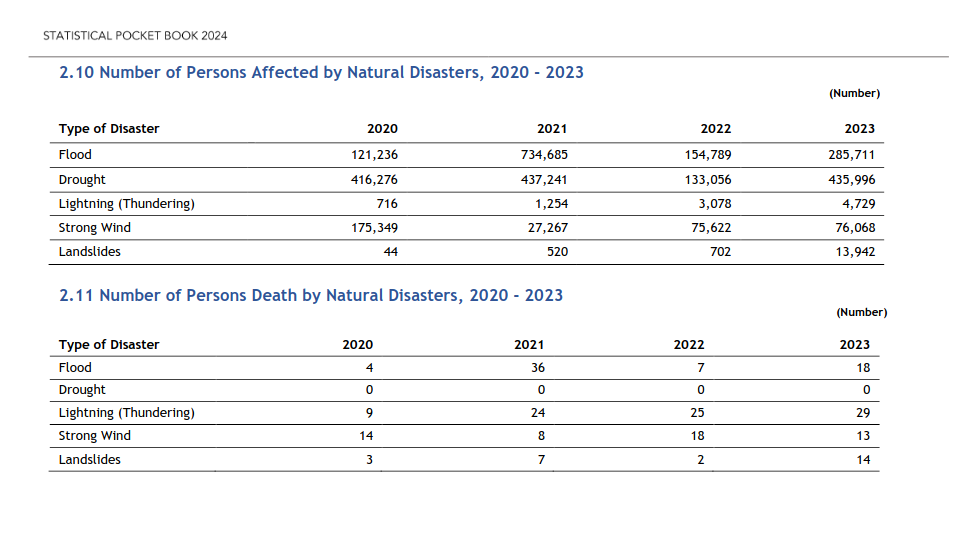 STATISTICAL POCKET BOOK 2024
2.10 Number of Persons Affected by Natural Disasters, 2020 - 2023
(Number)
Type of Disaster 2020 2021 2022 2023
Flood 121,236 734,685 154,789 285,711
Drought 416,276 437,241 133,056 435,996
Lightning (Thundering) 716 1,254 3,078 4,729
Strong Wind 175,349 27,267 75,622 76,068
Landslides 44 520 702 13,942
2.11 Number of Persons Death by Natural Disasters, 2020 - 2023
(Number)
Type of Disaster 2020 2021 2022 2023
Flood 4 36 7 18
Drought 0 0 0 0
Lightning (Thundering) 9 24 25 29
Strong Wind 14 8 18 13
Landslides 3 7 2 14